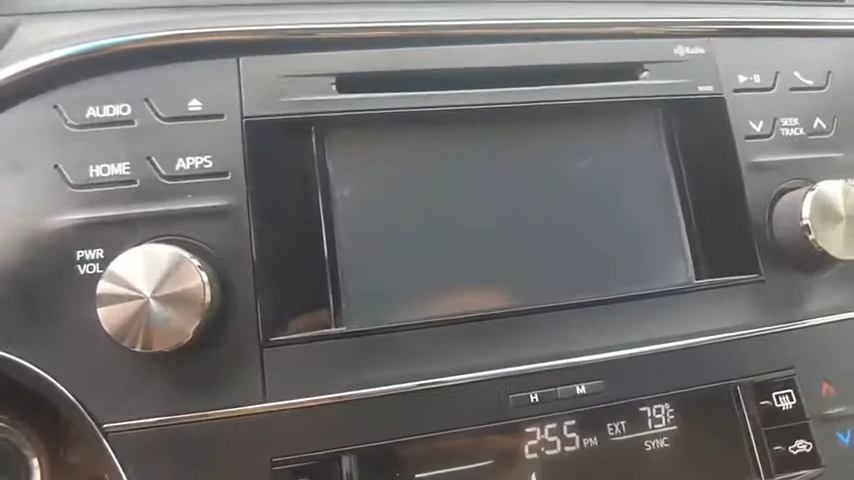 HD Radio
AUDIO
HOME
APPS
PWR
VOL
SEEK
TRACK
H M
2:55 PM
EXT 79°F
SYNC